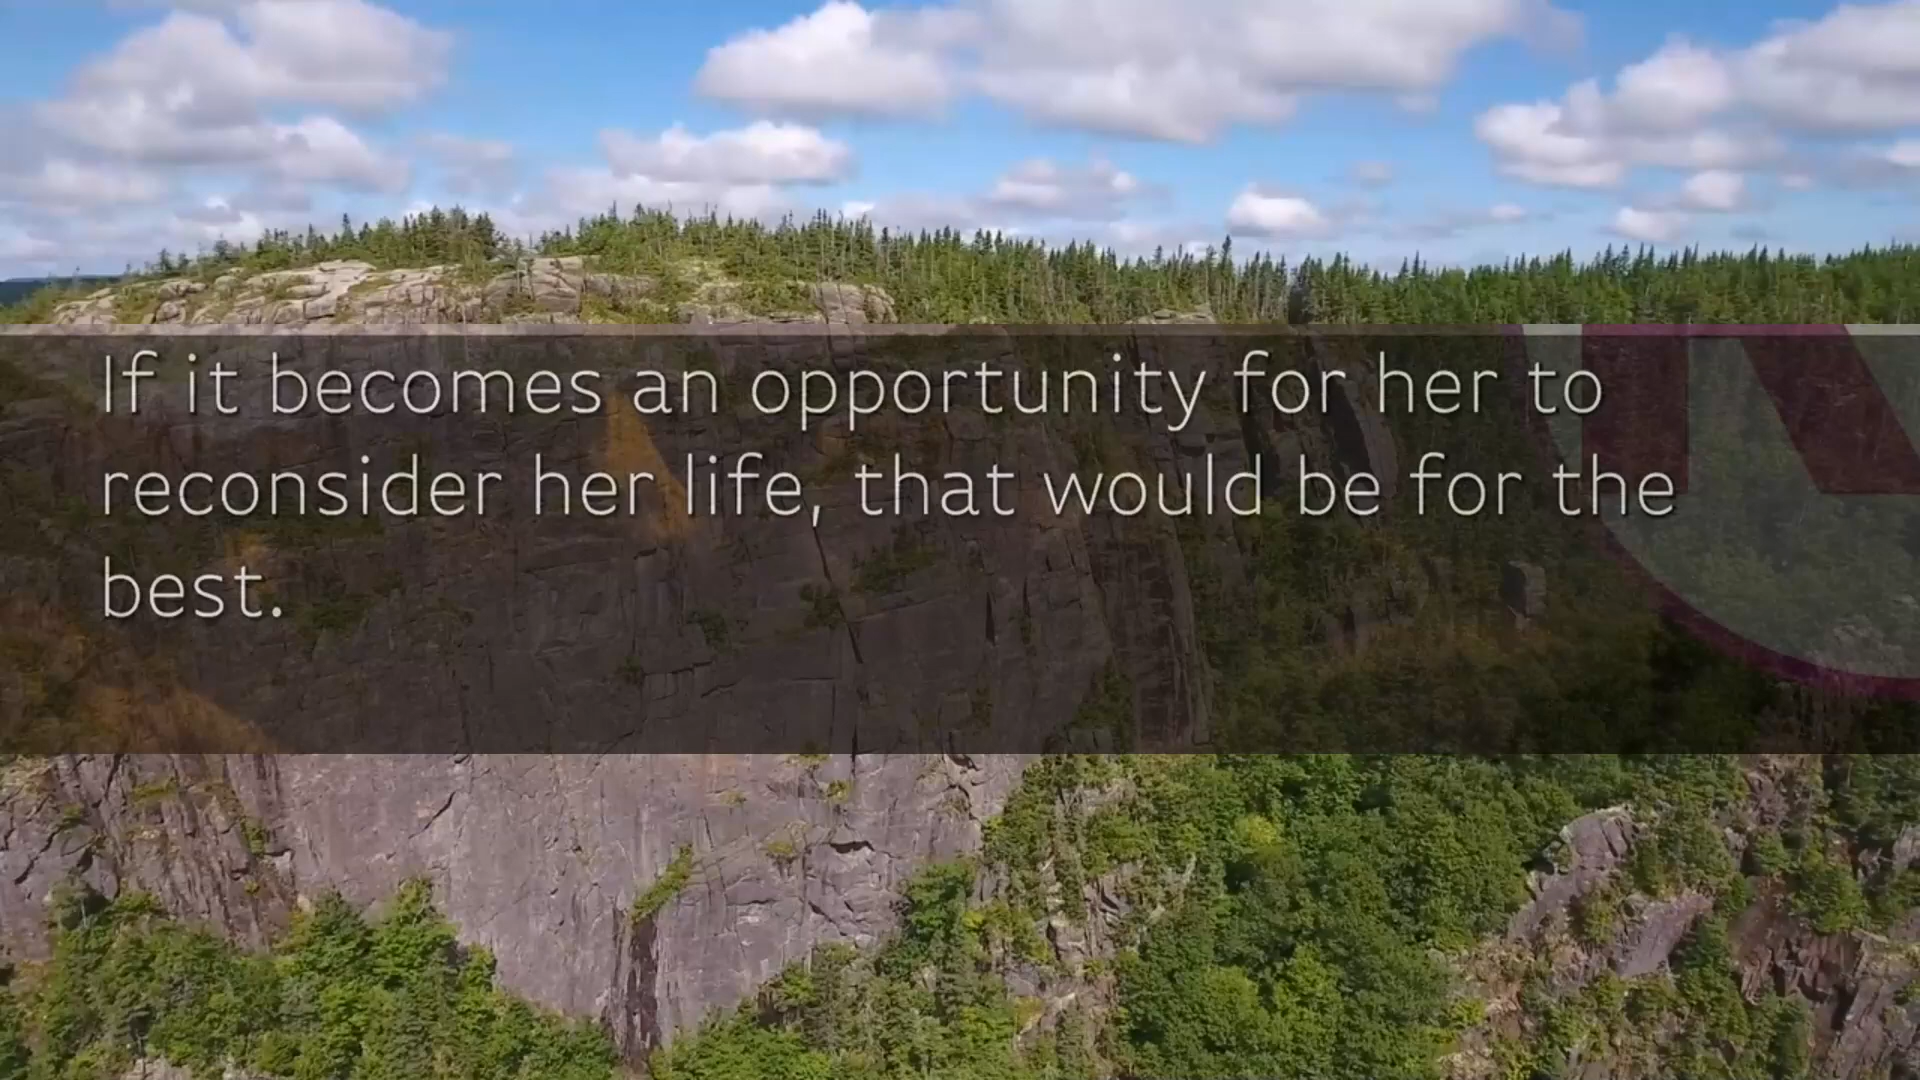 If it becomes an opportunity for her to
reconsider her life, that would be for the
best.